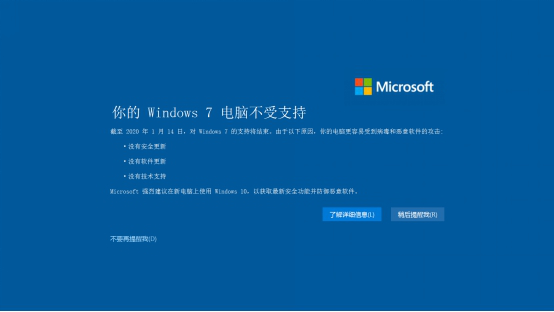 Microsoft
你的 Windows 7 电脑不受支持
截至 2020 年 1 月 14 日，对 Windows 7 的支持将结束。由于以下原因，你的电脑更容易受到病毒和恶意软件的攻击:
• 没有安全更新
• 没有软件更新
• 没有技术支持
Microsoft 强烈建议在新电脑上使用 Windows 10，以获取最新安全功能并防御恶意软件。
了解详细信息(L) 稍后提醒我(R)
不要再提醒我(D)